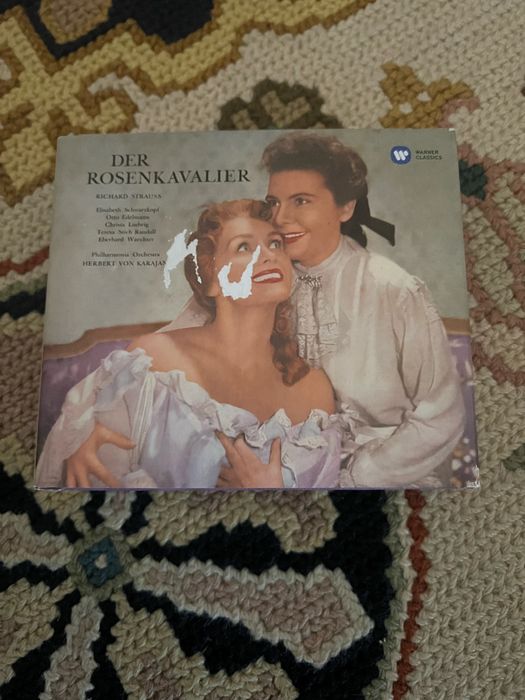 DER
ROSENKAVALIER
RICHARD STRAUSS
Elisabeth Schwarzkopf
Otto Edelmann
Christa Ludwig
Teresa Stich-Randall
Eberhard Waechter
Philharmonia Orchestra
HERBERT VON KARAJAN
W
WARNER
CLASSICS